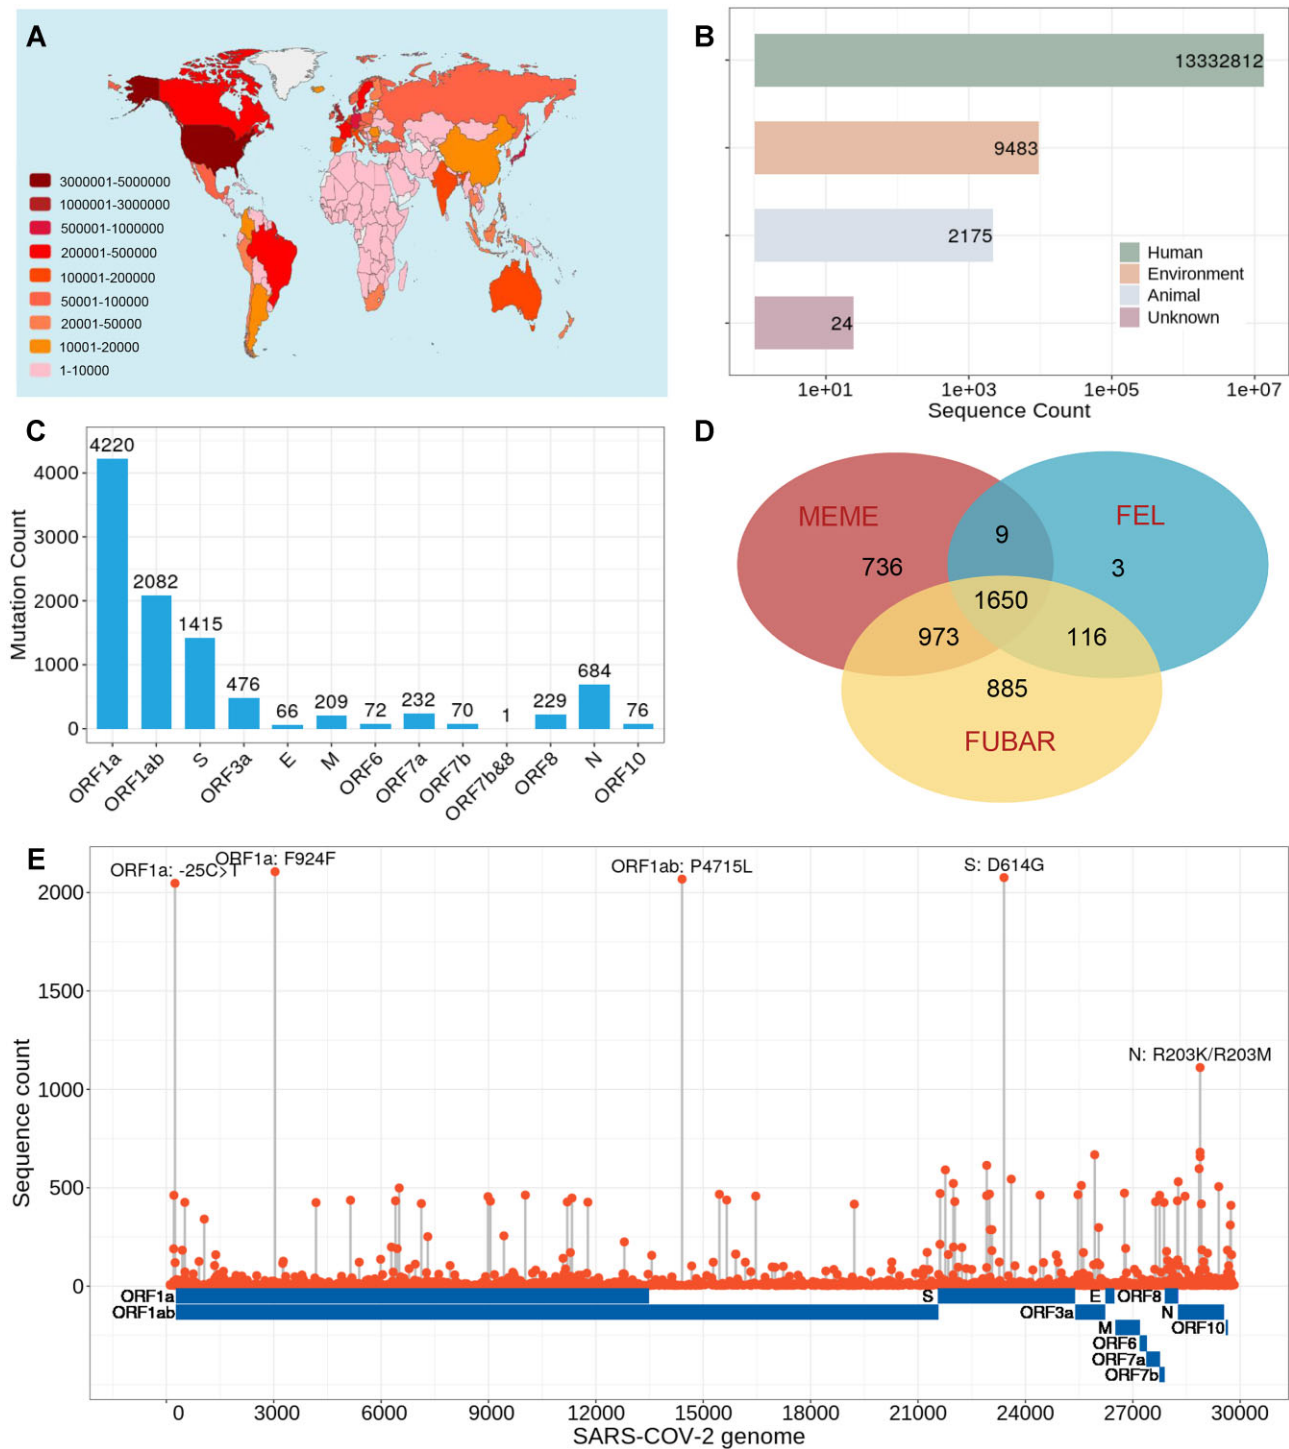 A
3000001-5000000
1000001-3000000
500001-1000000
200001-500000
100001-200000
50001-100000
20001-50000
10001-20000
1-10000
B
13332812
9483
2175
24
Human
Environment
Animal
Unknown
1e+01 1e+03 1e+05 1e+07
Sequence Count
C
Mutation Count
4000
3000
2000
1000
0
4220
2082
1415
476
66
209
72
232
70
1
229
684
76
ORF1a
ORF1ab
S
ORF3a
E
M
ORF6
ORF7a
ORF7b
ORF7b&8
ORF8
N
ORF10
D
MEME
FEL
9
736
3
1650
973
116
885
FUBAR
E
Sequence count
2000
1500
1000
500
0
ORF1a: -25C>T
ORF1a: F924F
ORF1ab: P4715L
S: D614G
N: R203K/R203M
ORF1a S E ORF8
ORF1ab ORF3a N
M ORF10
ORF6
ORF7a
ORF7b
0 3000 6000 9000 12000 15000 18000 21000 24000 27000 30000
SARS-COV-2 genome